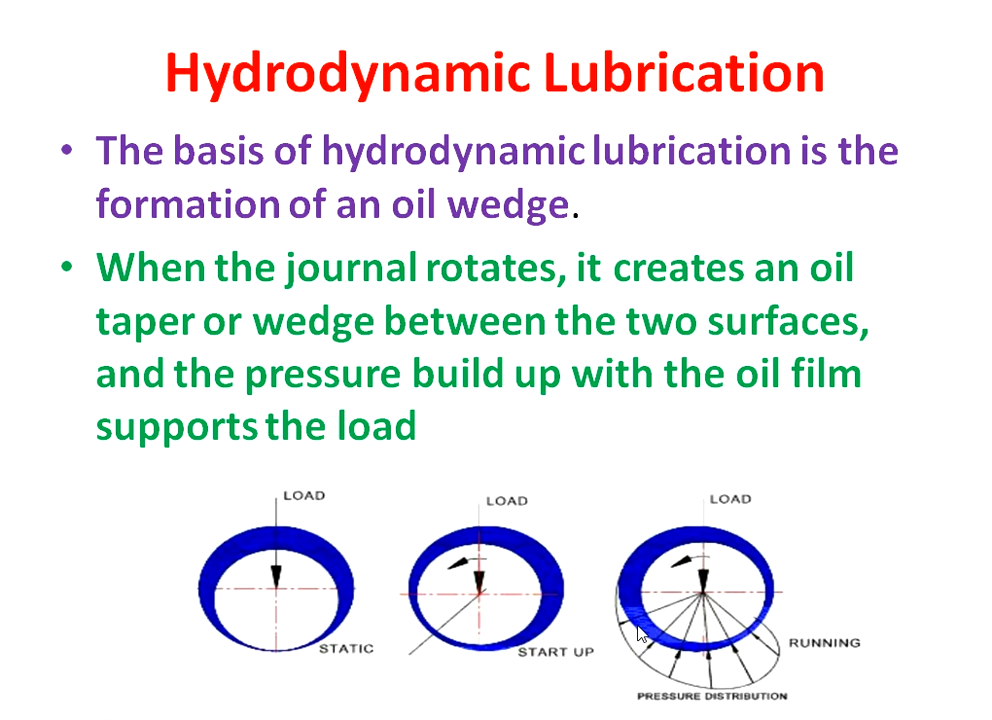 Hydrodynamic Lubrication
• The basis of hydrodynamic lubrication is the
formation of an oil wedge.
• When the journal rotates, it creates an oil
taper or wedge between the two surfaces,
and the pressure build up with the oil film
supports the load
LOAD
STATIC
LOAD
START UP
LOAD
RUNNING
PRESSURE DISTRIBUTION